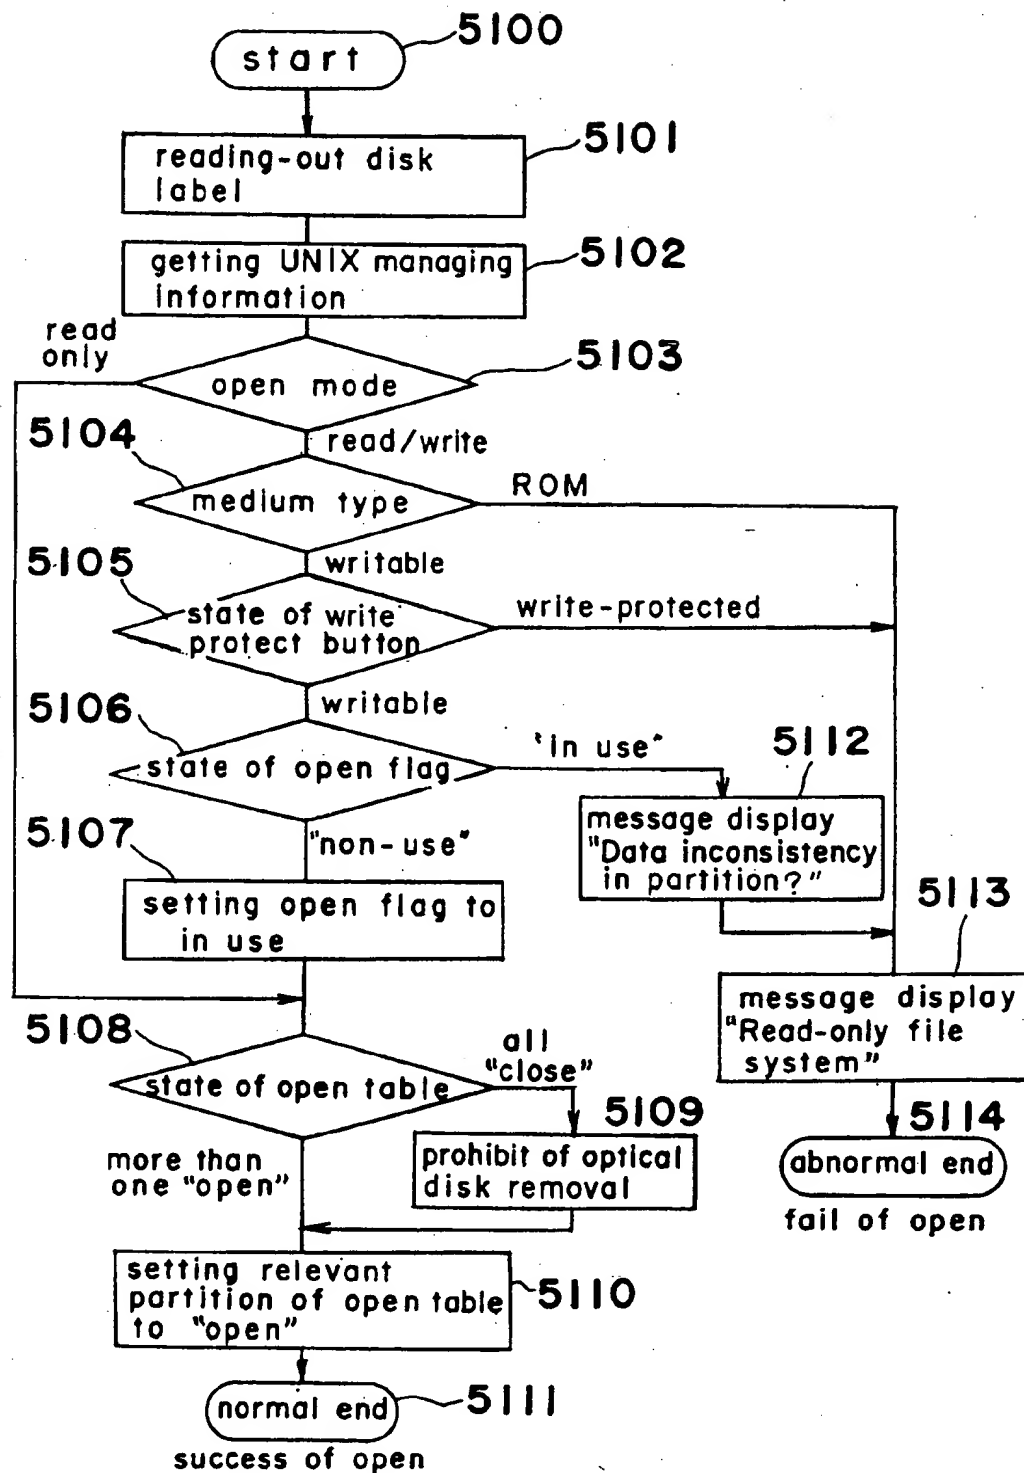 5100
start
5101
reading-out disk
label
5102
getting UNIX managing
information
read
only
5103
open mode
5104
read/write
medium type
ROM
5105
writable
state of write
protect button
write-protected
5106
writable
state of open flag
"in use"
5112
message display
"Data inconsistency
in partition?"
5107
"non-use"
setting open flag to
in use
5113
message display
"Read-only file
system"
5108
state of open table
all
"close"
5109
prohibit of optical
disk removal
5114
abnormal end
fail of open
more than
one "open"
setting relevant
partition of open table
to "open"
5110
normal end
5111
success of open